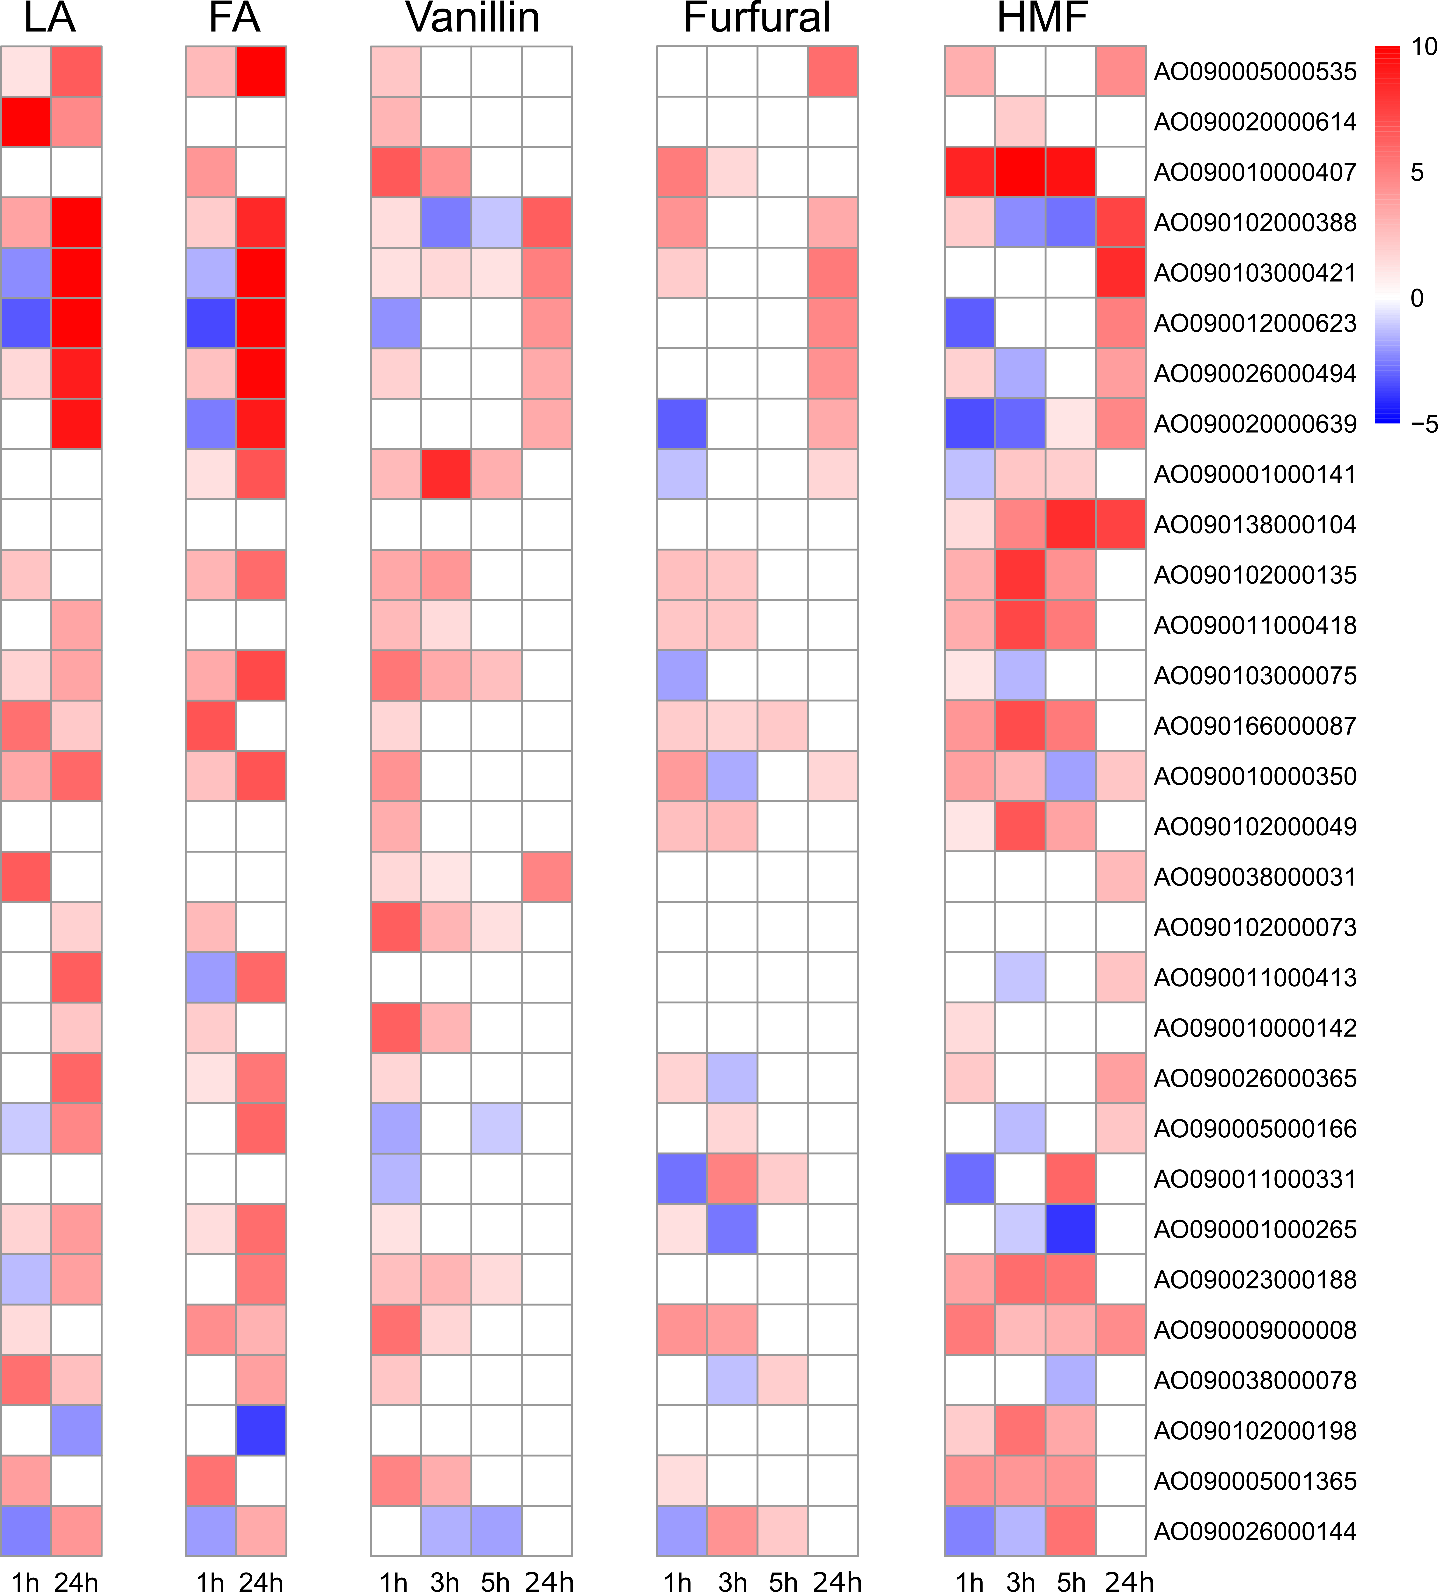 LA FA Vanillin Furfural HMF
10
AO090005000535
AO090020000614
AO090010000407
5
AO090102000388
AO090103000421
0
AO090012000623
AO090026000494
AO090020000639
−5
AO090001000141
AO090138000104
AO090102000135
AO090011000418
AO090103000075
AO090166000087
AO090010000350
AO090102000049
AO090038000031
AO090102000073
AO090011000413
AO090010000142
AO090026000365
AO090005000166
AO090011000331
AO090001000265
AO090023000188
AO090009000008
AO090038000078
AO090102000198
AO090005001365
AO090026000144
1h 24h 1h 24h 1h 3h 5h 24h 1h 3h 5h 24h 1h 3h 5h 24h